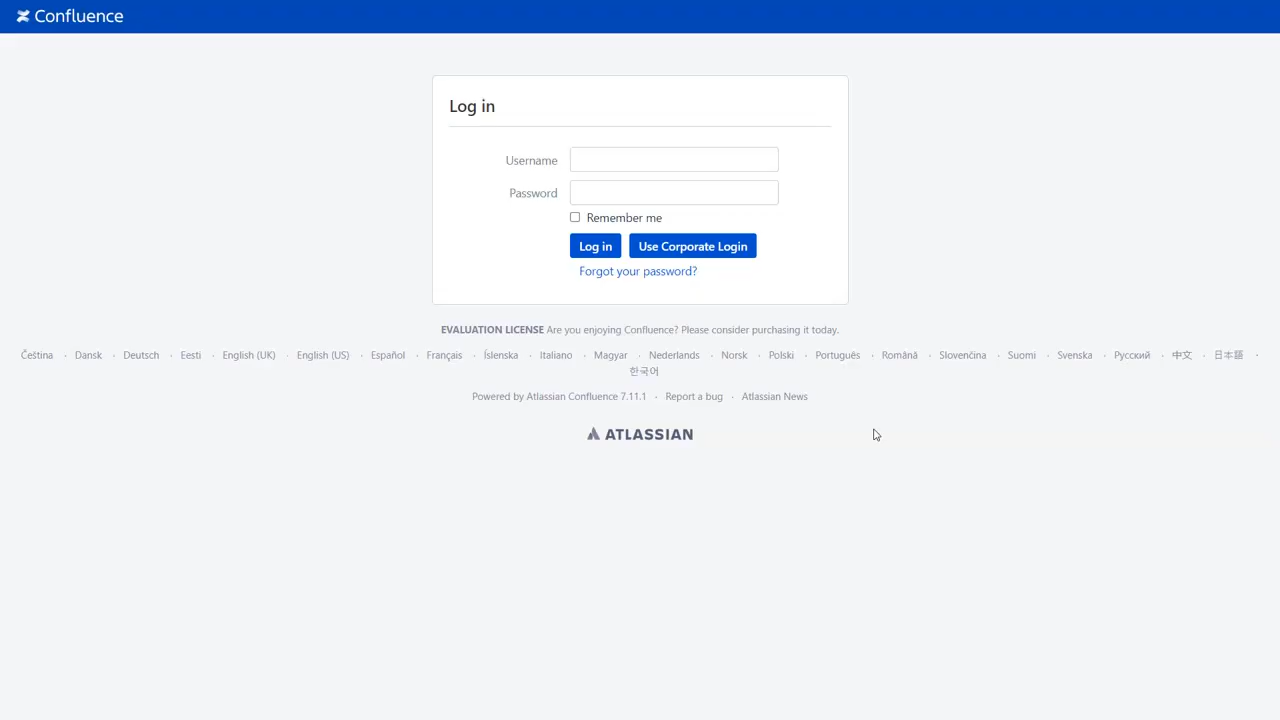 Confluence
Log in
Username
Password
Remember me
Log in Use Corporate Login
Forgot your password?
EVALUATION LICENSE Are you enjoying Confluence? Please consider purchasing it today.
Čeština · Dansk · Deutsch · Eesti · English (UK) · English (US) · Español · Français · Íslenska · Italiano · Magyar · Nederlands · Norsk · Polski · Português · Română · Slovenčina · Suomi · Svenska · Русский · 中文 · 日本語 ·
한국어
Powered by Atlassian Confluence 7.11.1 · Report a bug · Atlassian News
ATLASSIAN